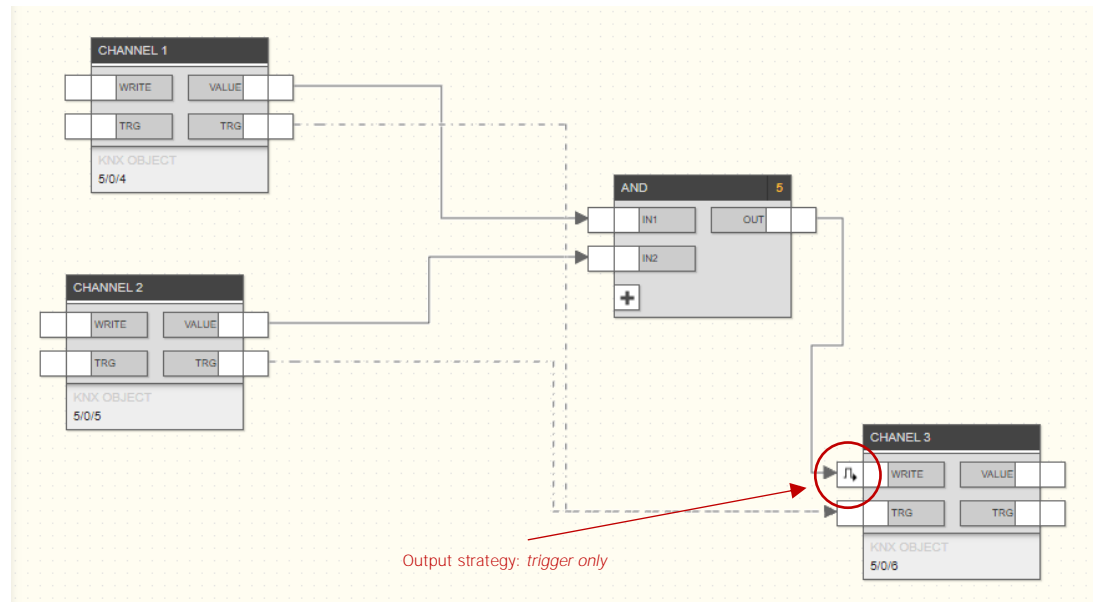 CHANNEL 1
WRITE VALUE
TRG TRG
KNX OBJECT
5/0/4
AND 5
IN1 OUT
IN2
CHANNEL 2
WRITE VALUE
TRG TRG
KNX OBJECT
5/0/5
CHANEL 3
WRITE VALUE
TRG TRG
KNX OBJECT
5/0/6
Output strategy: trigger only